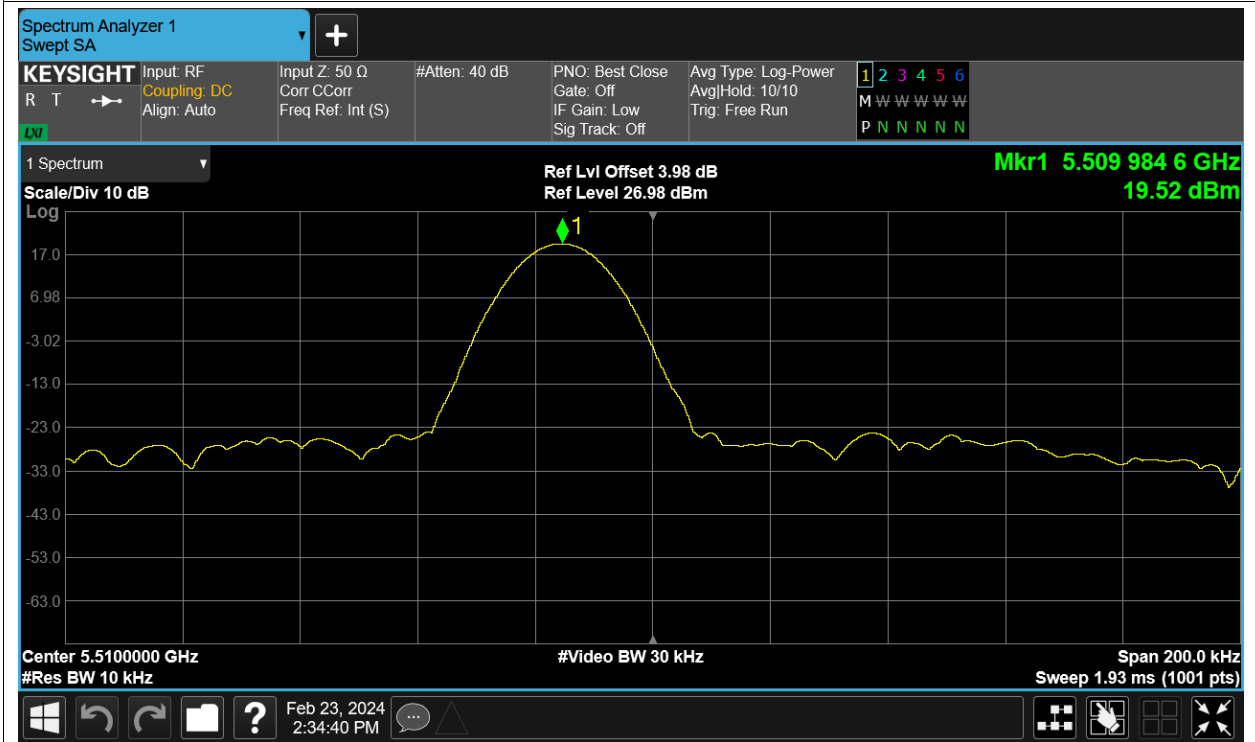 Spectrum Analyzer 1
Swept SA
KEYSIGHT
R T
LXI
Input: RF
Coupling: DC
Align: Auto
Input Z: 50 Ω
Corr CCorr
Freq Ref: Int (S)
#Atten: 40 dB
PNO: Best Close
Gate: Off
IF Gain: Low
Sig Track: Off
Avg Type: Log-Power
Avg|Hold: 10/10
Trig: Free Run
1 2 3 4 5 6
M W W W W W
P N N N N N
1 Spectrum
Scale/Div 10 dB
Log
Ref Lvl Offset 3.98 dB
Ref Level 26.98 dBm
Mkr1 5.509 984 6 GHz
19.52 dBm
1
17.0
6.98
-3.02
-13.0
-23.0
-33.0
-43.0
-53.0
-63.0
Center 5.5100000 GHz
#Res BW 10 kHz
#Video BW 30 kHz
Span 200.0 kHz
Sweep 1.93 ms (1001 pts)
?
Feb 23, 2024
2:34:40 PM